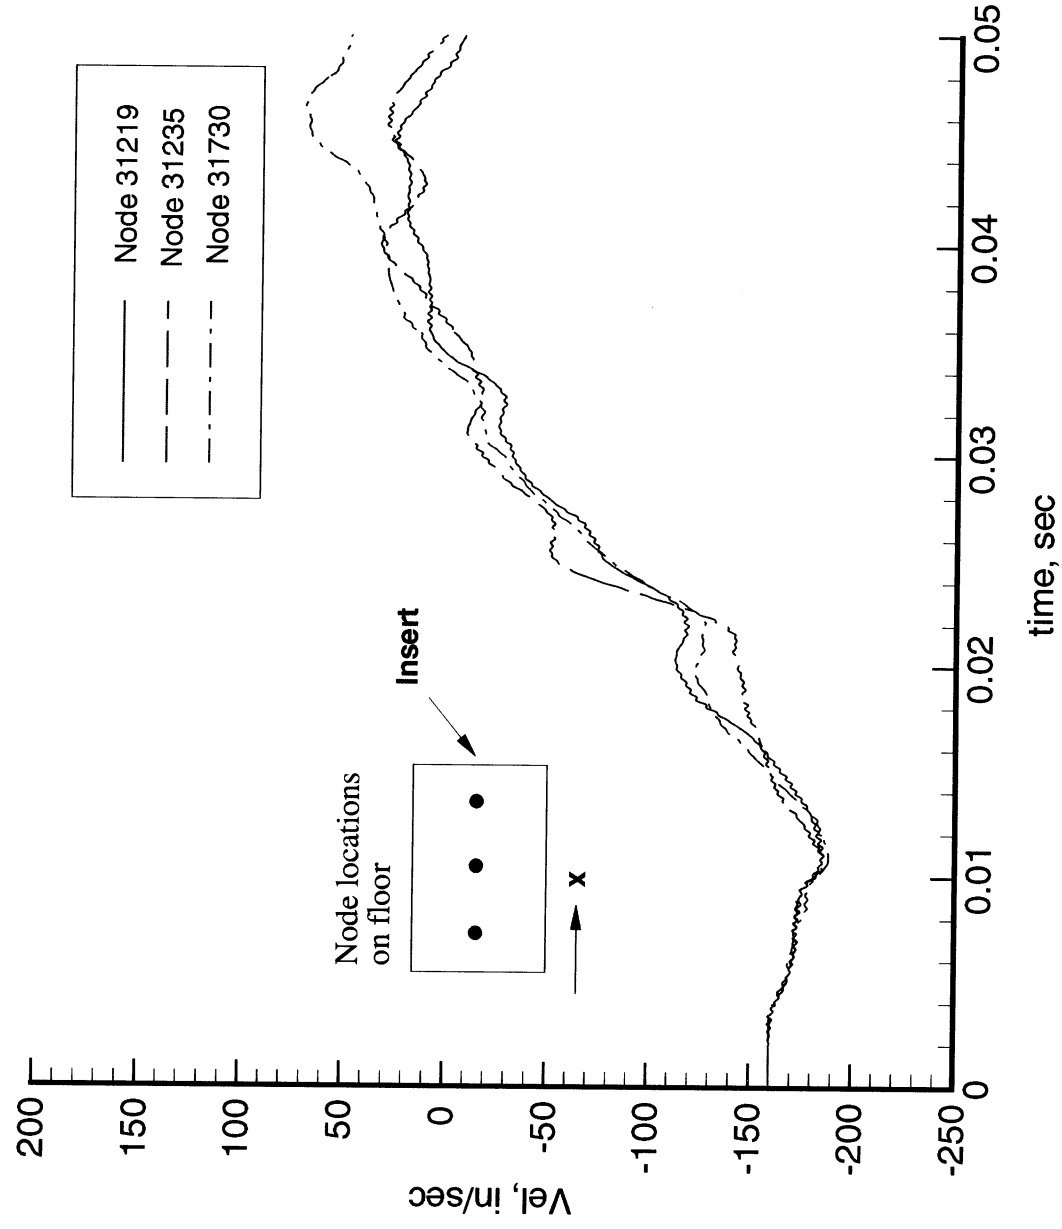 Node 31219
Node 31235
Node 31730
Node locations
on floor
Insert
x
Vel, in/sec
200
150
100
50
0
-50
-100
-150
-200
-250
0
0.01
0.02
0.03
0.04
0.05
time, sec